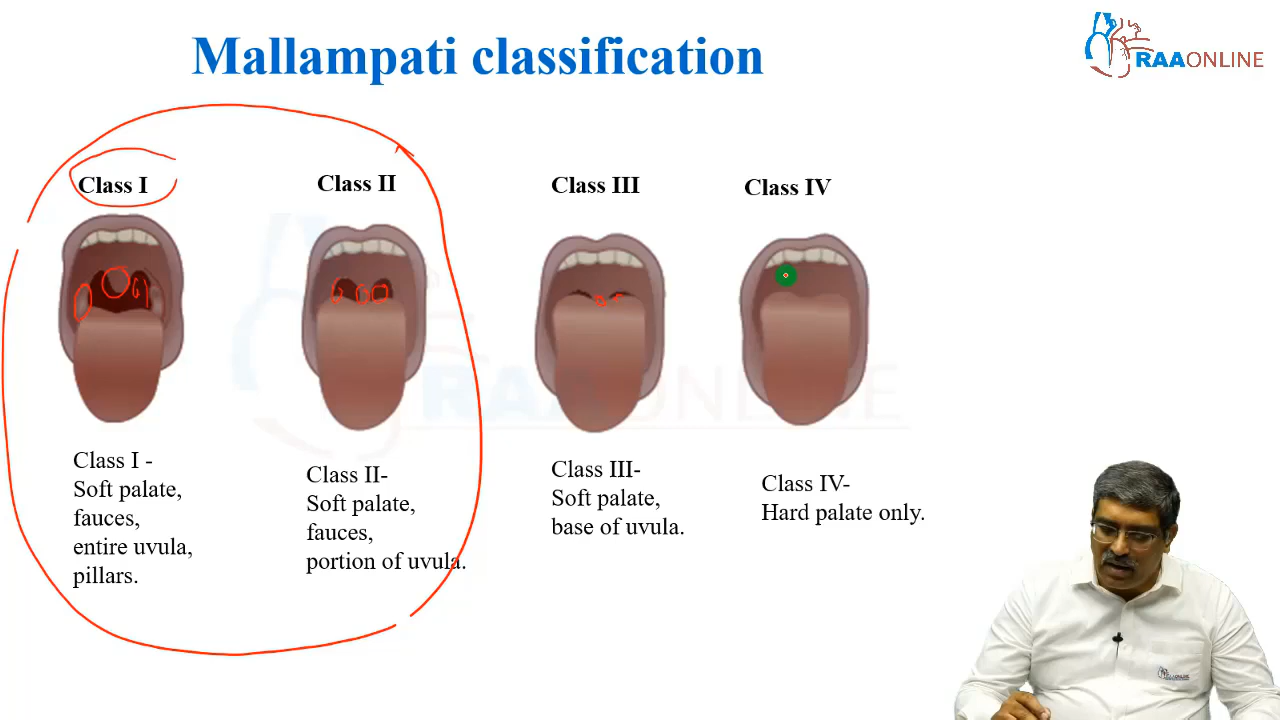 Mallampati classification
RAAONLINE
Class I
Class II
Class III
Class IV
RAAONLINE
Class I -
Soft palate,
fauces,
entire uvula,
pillars.
Class II-
Soft palate,
fauces,
portion of uvula.
Class III-
Soft palate,
base of uvula.
Class IV-
Hard palate only.